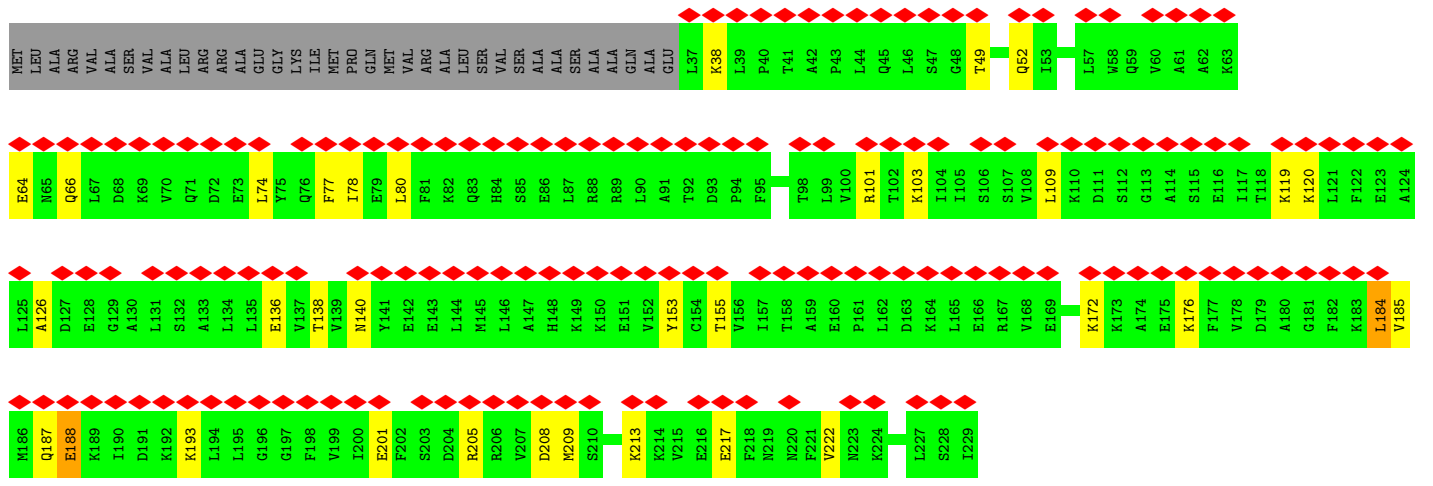 MET LEU ALA ARG VAL ALA SER VAL ALA LEU ARG ARG ALA GLU GLY LYS ILE MET PRO GLN MET VAL ARG ALA LEU SER VAL SER ALA ALA SER ALA ALA GLN ALA GLU L37 K38 L39 P40 T41 A42 P43 L44 Q45 L46 S47 G48 T49 Q52 I53 L57 W58 Q59 V60 A61 A62 K63
E64 N65 Q66 L67 D68 K69 V70 Q71 D72 E73 L74 Y75 Q76 F77 I78 E79 L80 F81 K82 Q83 H84 S85 E86 L87 R88 R89 L90 A91 T92 D93 P94 F95 T98 L99 V100 R101 T102 K103 I104 I105 S106 S107 V108 L109 K110 D111 S112 G113 A114 S115 E116 I117 T118 K119 K120 L121 F122 E123 A124
L125 A126 D127 E128 G129 A130 L131 S132 A133 L134 L135 E136 V137 T138 V139 N140 Y141 E142 E143 L144 M145 L146 A147 H148 K149 K150 E151 V152 Y153 C154 T155 V156 I157 T158 A159 E160 P161 L162 D163 K164 L165 E166 R167 V168 E169 K172 K173 A174 E175 K176 F177 V178 D179 A180 G181 F182 K183 L184 V185
M186 Q187 E188 K189 I190 D191 K192 K193 L194 L195 G196 G197 F198 V199 I200 E201 F202 S203 D204 R205 R206 V207 D208 M209 S210 K213 K214 V215 E216 E217 F218 N219 N220 F221 V222 N223 K224 L227 S228 I229